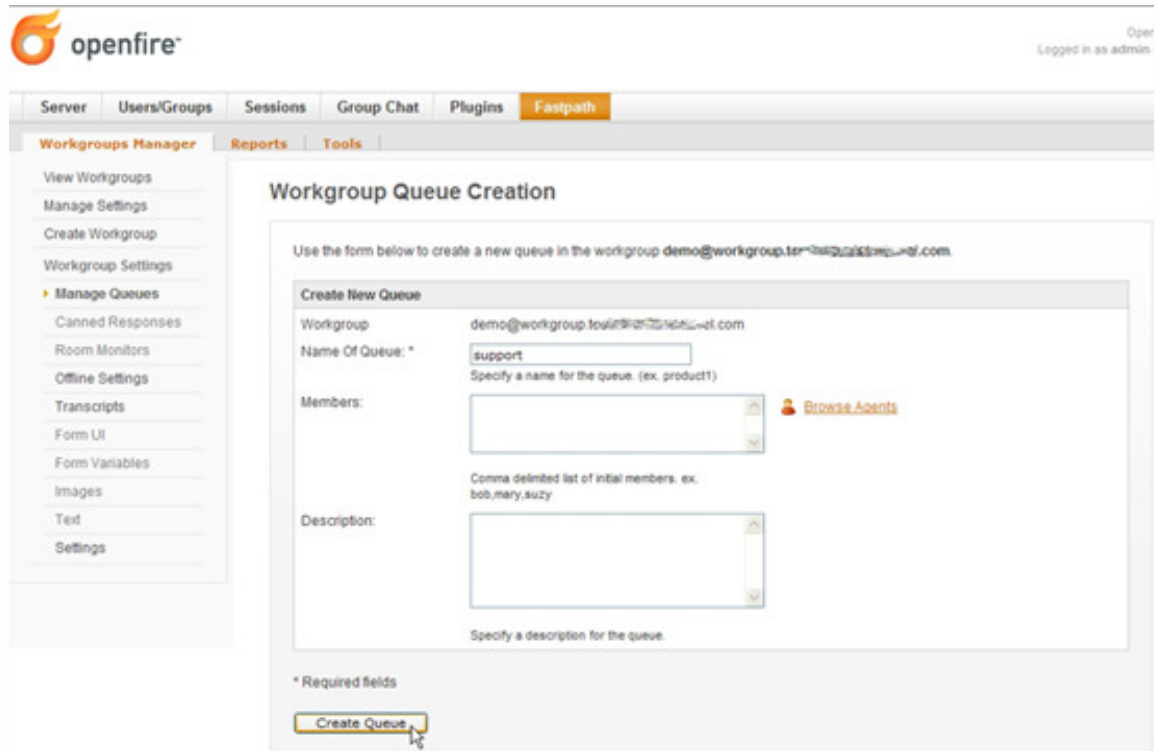 openfire
Oper
Logged in as admin
Server Users/Groups Sessions Group Chat Plugins Fastpath
Workgroups Manager Reports Tools
View Workgroups
Manage Settings
Create Workgroup
Workgroup Settings
Manage Queues
Canned Responses
Room Monitors
Offline Settings
Transcripts
Form UI
Form Variables
Images
Text
Settings
Workgroup Queue Creation
Use the form below to create a new queue in the workgroup
Create New Queue
Workgroup
Name Of Queue: * support
Specify a name for the queue. (ex. product1)
Members: Browse Agents
Comma delimited list of initial members. ex.
bob,mary,suzy
Description:
Specify a description for the queue.
* Required fields
Create Queue